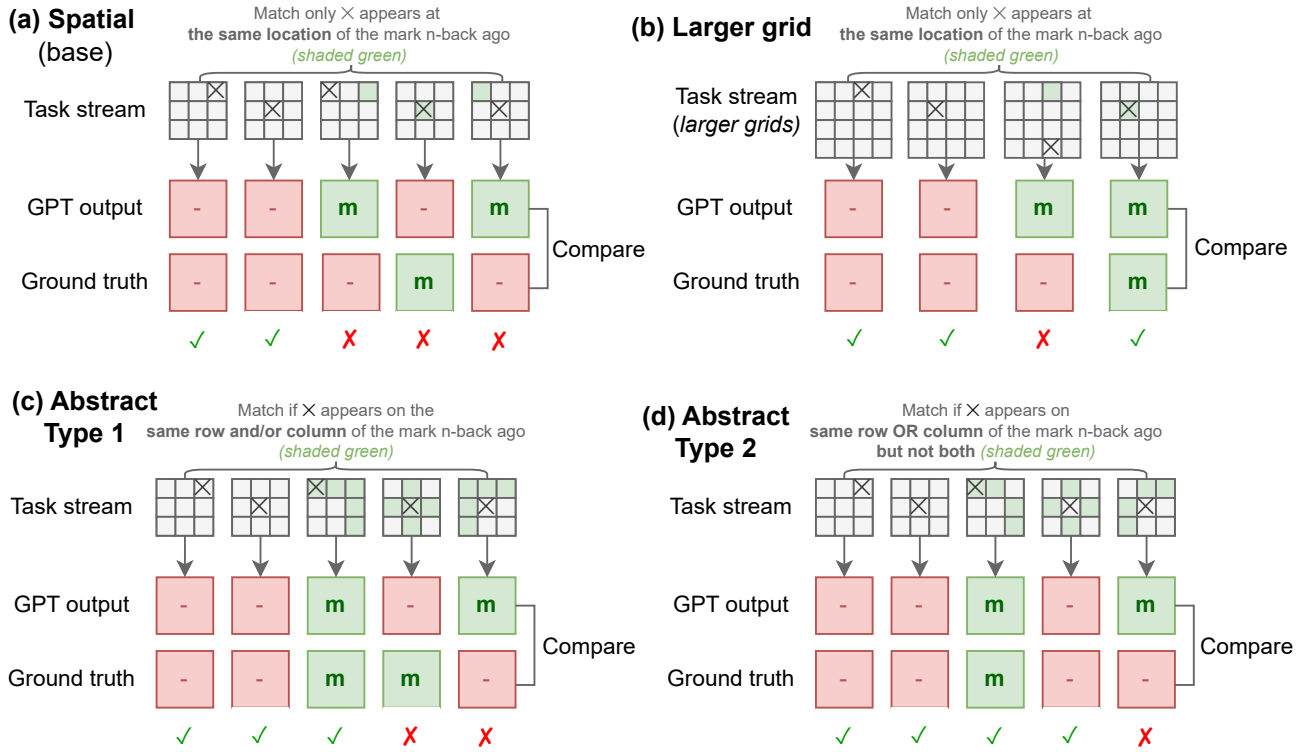 (a) Spatial
(base)
Match only ✕ appears at
the same location of the mark n-back ago
(shaded green)
Task stream
GPT output
- - m - m
Ground truth
- - - m -
Compare
✓ ✓ ✗ ✗ ✗
(b) Larger grid
Match only ✕ appears at
the same location of the mark n-back ago
(shaded green)
Task stream
(larger grids)
GPT output
- - m m
Ground truth
- - - m
Compare
✓ ✓ ✗ ✓
(c) Abstract
Type 1
Match if ✕ appears on the
same row and/or column of the mark n-back ago
(shaded green)
Task stream
GPT output
- - m - m
Ground truth
- - m m -
Compare
✓ ✓ ✓ ✗ ✗
(d) Abstract
Type 2
Match if ✕ appears on
same row OR column of the mark n-back ago
but not both (shaded green)
Task stream
GPT output
- - m - m
Ground truth
- - m - -
Compare
✓ ✓ ✓ ✓ ✗